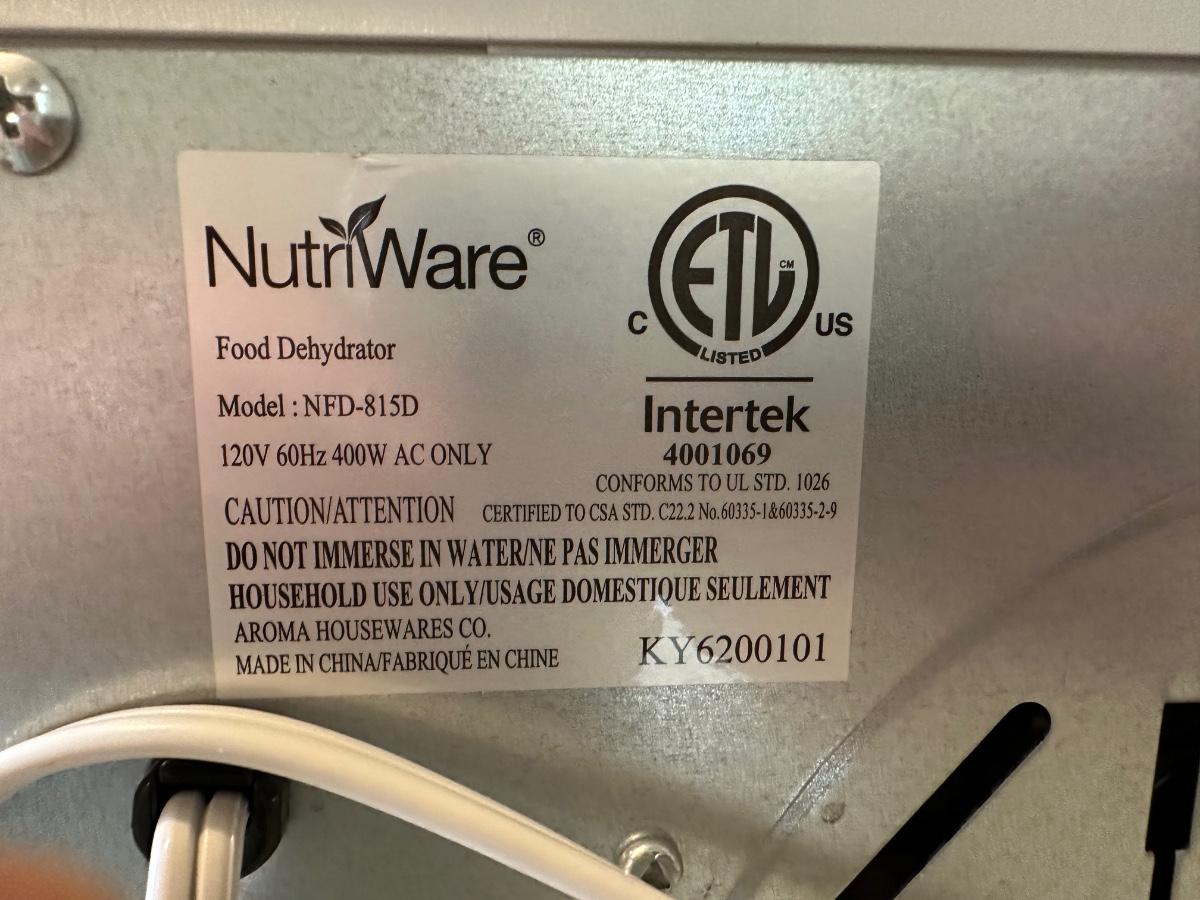 NutriWare®
Food Dehydrator
Model : NFD-815D
120V 60Hz 400W AC ONLY
ETL CM
C US
LISTED
Intertek
4001069
CONFORMS TO UL STD. 1026
CERTIFIED TO CSA STD. C22.2 No.60335-1&60335-2-9
CAUTION/ATTENTION
DO NOT IMMERSE IN WATER/NE PAS IMMERGER
HOUSEHOLD USE ONLY/USAGE DOMESTIQUE SEULEMENT
AROMA HOUSEWARES CO.
MADE IN CHINA/FABRIQUÉ EN CHINE
KY6200101